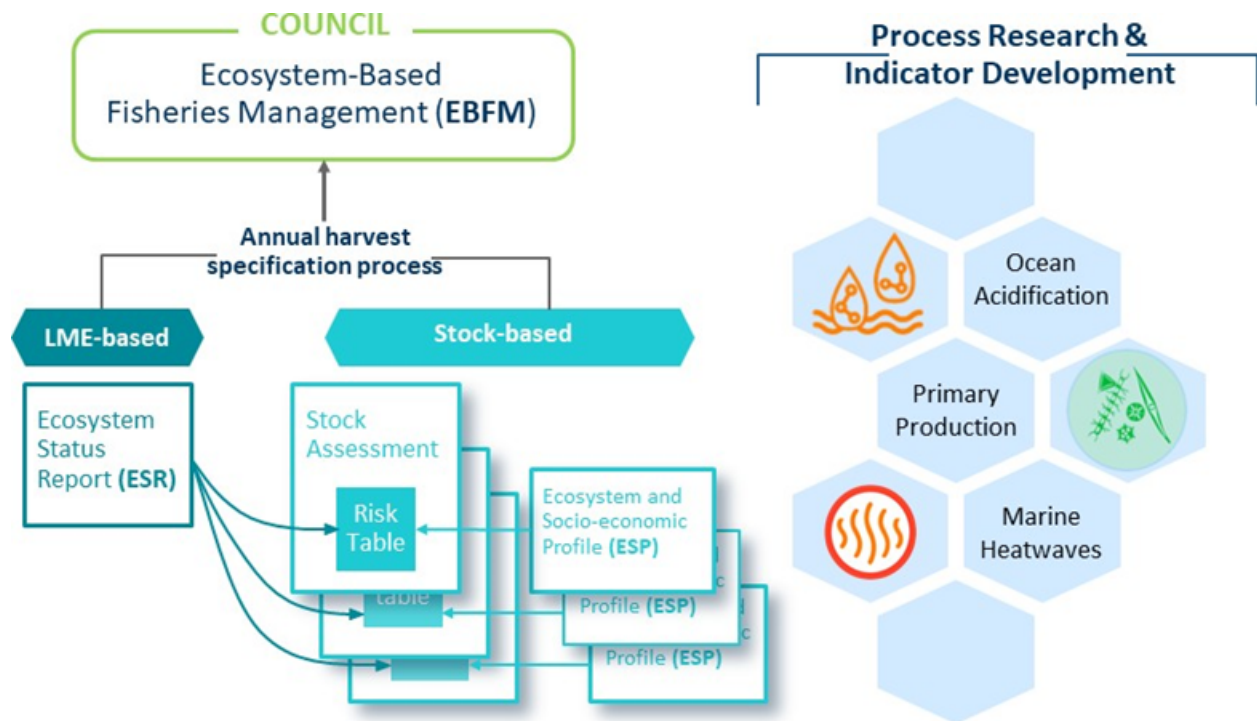 COUNCIL
Ecosystem-Based
Fisheries Management (EBFM)
Annual harvest
specification process
LME-based
Stock-based
Ecosystem
Status
Report (ESR)
Stock
Assessment
Risk
Table
table
Ecosystem and
Socio-economic
Profile (ESP)
Profile (ESP)
Profile (ESP)
Process Research &
Indicator Development
Ocean
Acidification
Primary
Production
Marine
Heatwaves